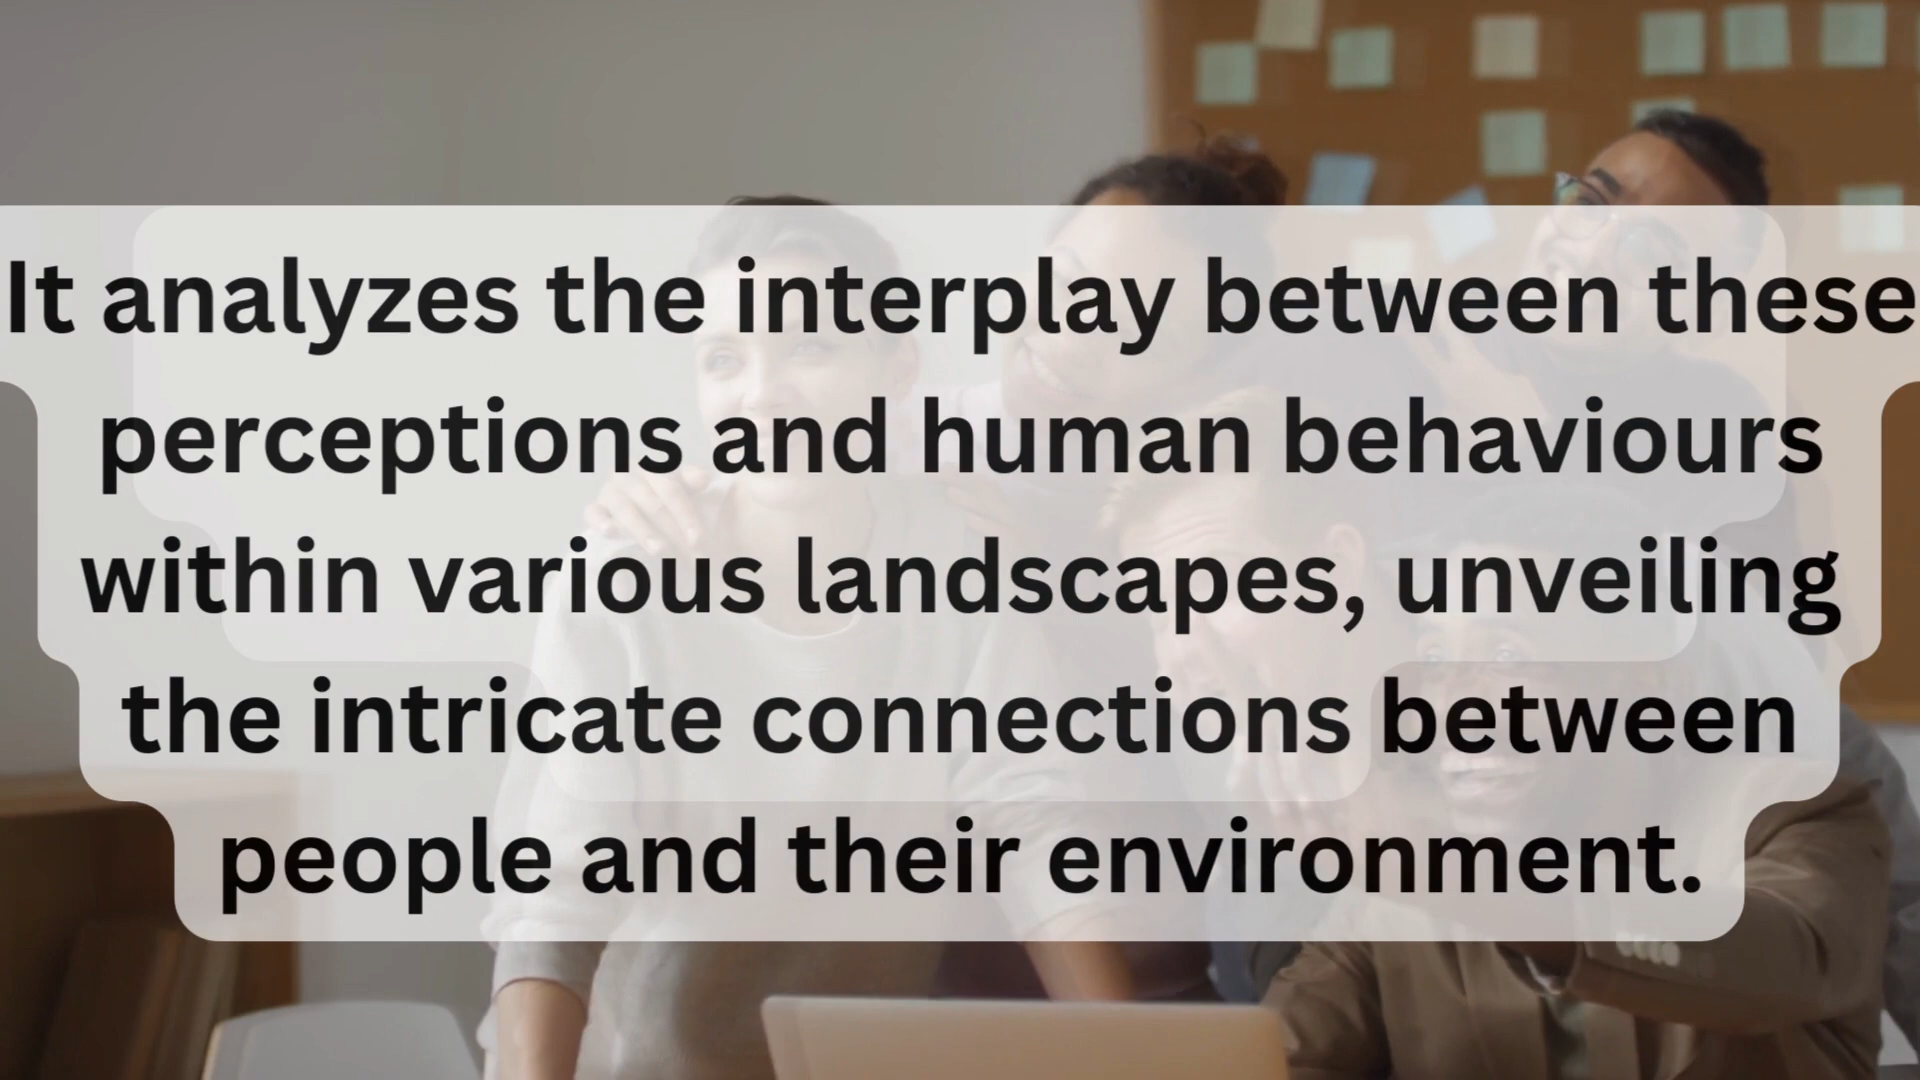 It analyzes the interplay between these
perceptions and human behaviours
within various landscapes, unveiling
the intricate connections between
people and their environment.